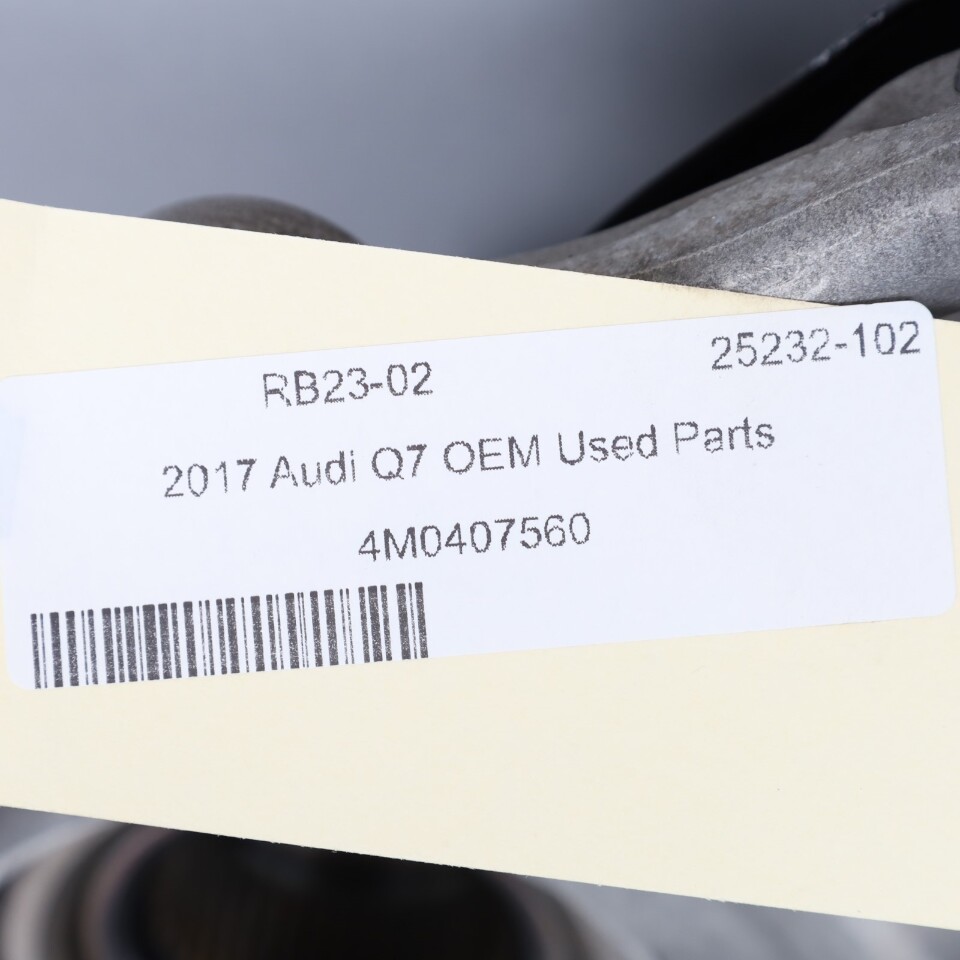 RB23-02 25232-102
2017 Audi Q7 OEM Used Parts
4M0407560